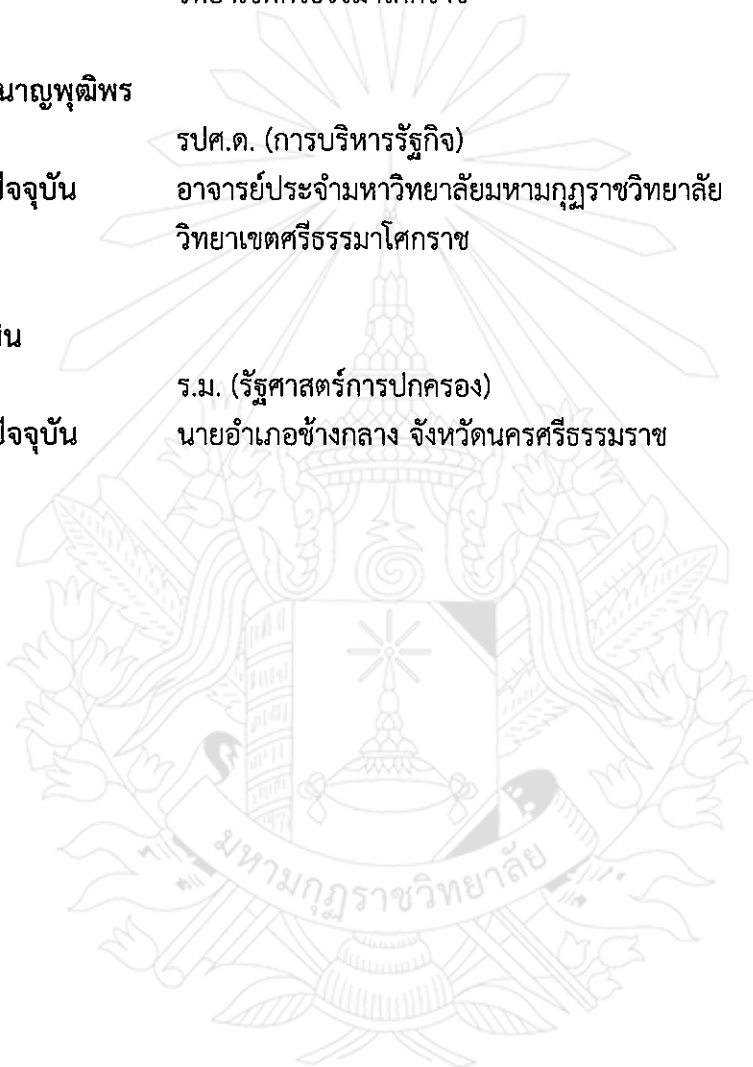 นาญพุฒิพร
รปศ.ด. (การบริหารรัฐกิจ)
ปัจจุบัน อาจารย์ประจำมหาวิทยาลัยมหามกุฏราชวิทยาลัย
วิทยาเขตศรีธรรมาโศกราช
ร.ม. (รัฐศาสตร์การปกครอง)
ปัจจุบัน นายอำเภอช้างกลาง จังหวัดนครศรีธรรมราช
มหามกุฏราชวิทยาลัย